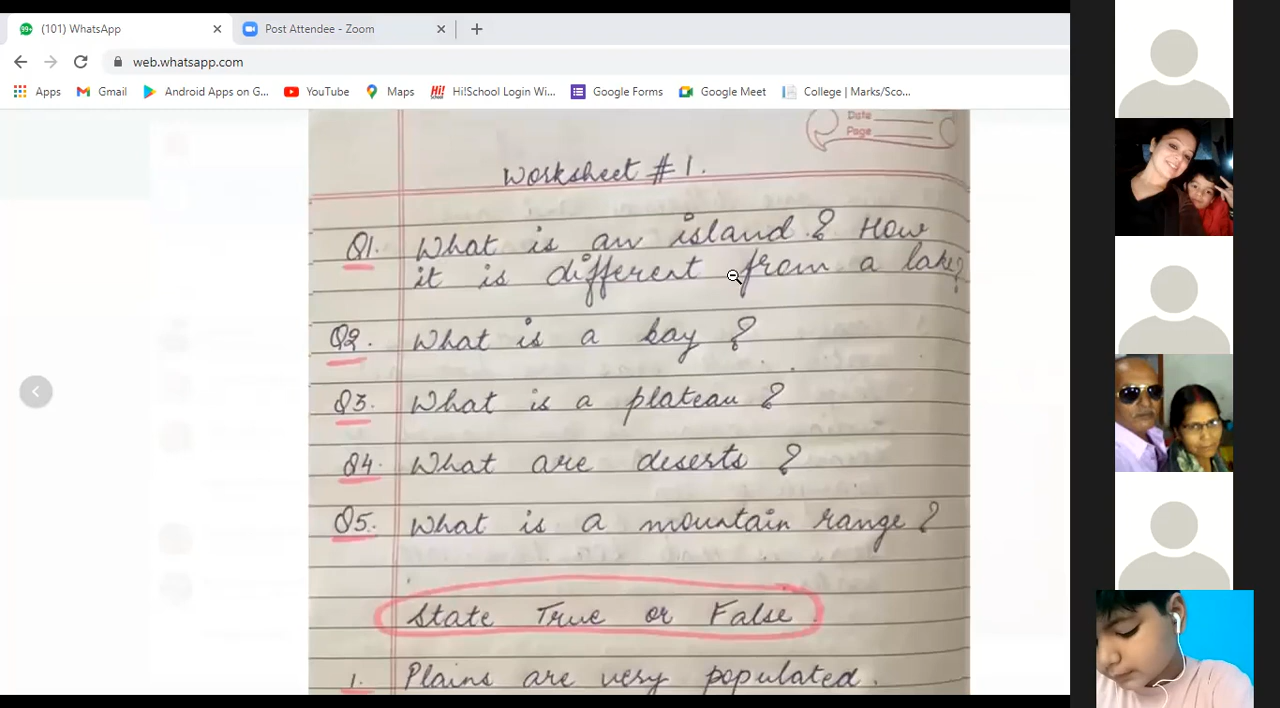 (101) WhatsApp
Post Attendee - Zoom
web.whatsapp.com
Apps
Gmail
Android Apps on G...
YouTube
Maps
Hi!School Login Wi...
Google Forms
Google Meet
College | Marks/Sco...
Date
Page
Worksheet # 1.
Q1. What is an island ? How
it is different from a lake?
Q2. What is a bay ?
Q3. What is a plateau ?
Q4. What are deserts ?
Q5. What is a mountain range ?
State True or False.
1. Plains are very populated.